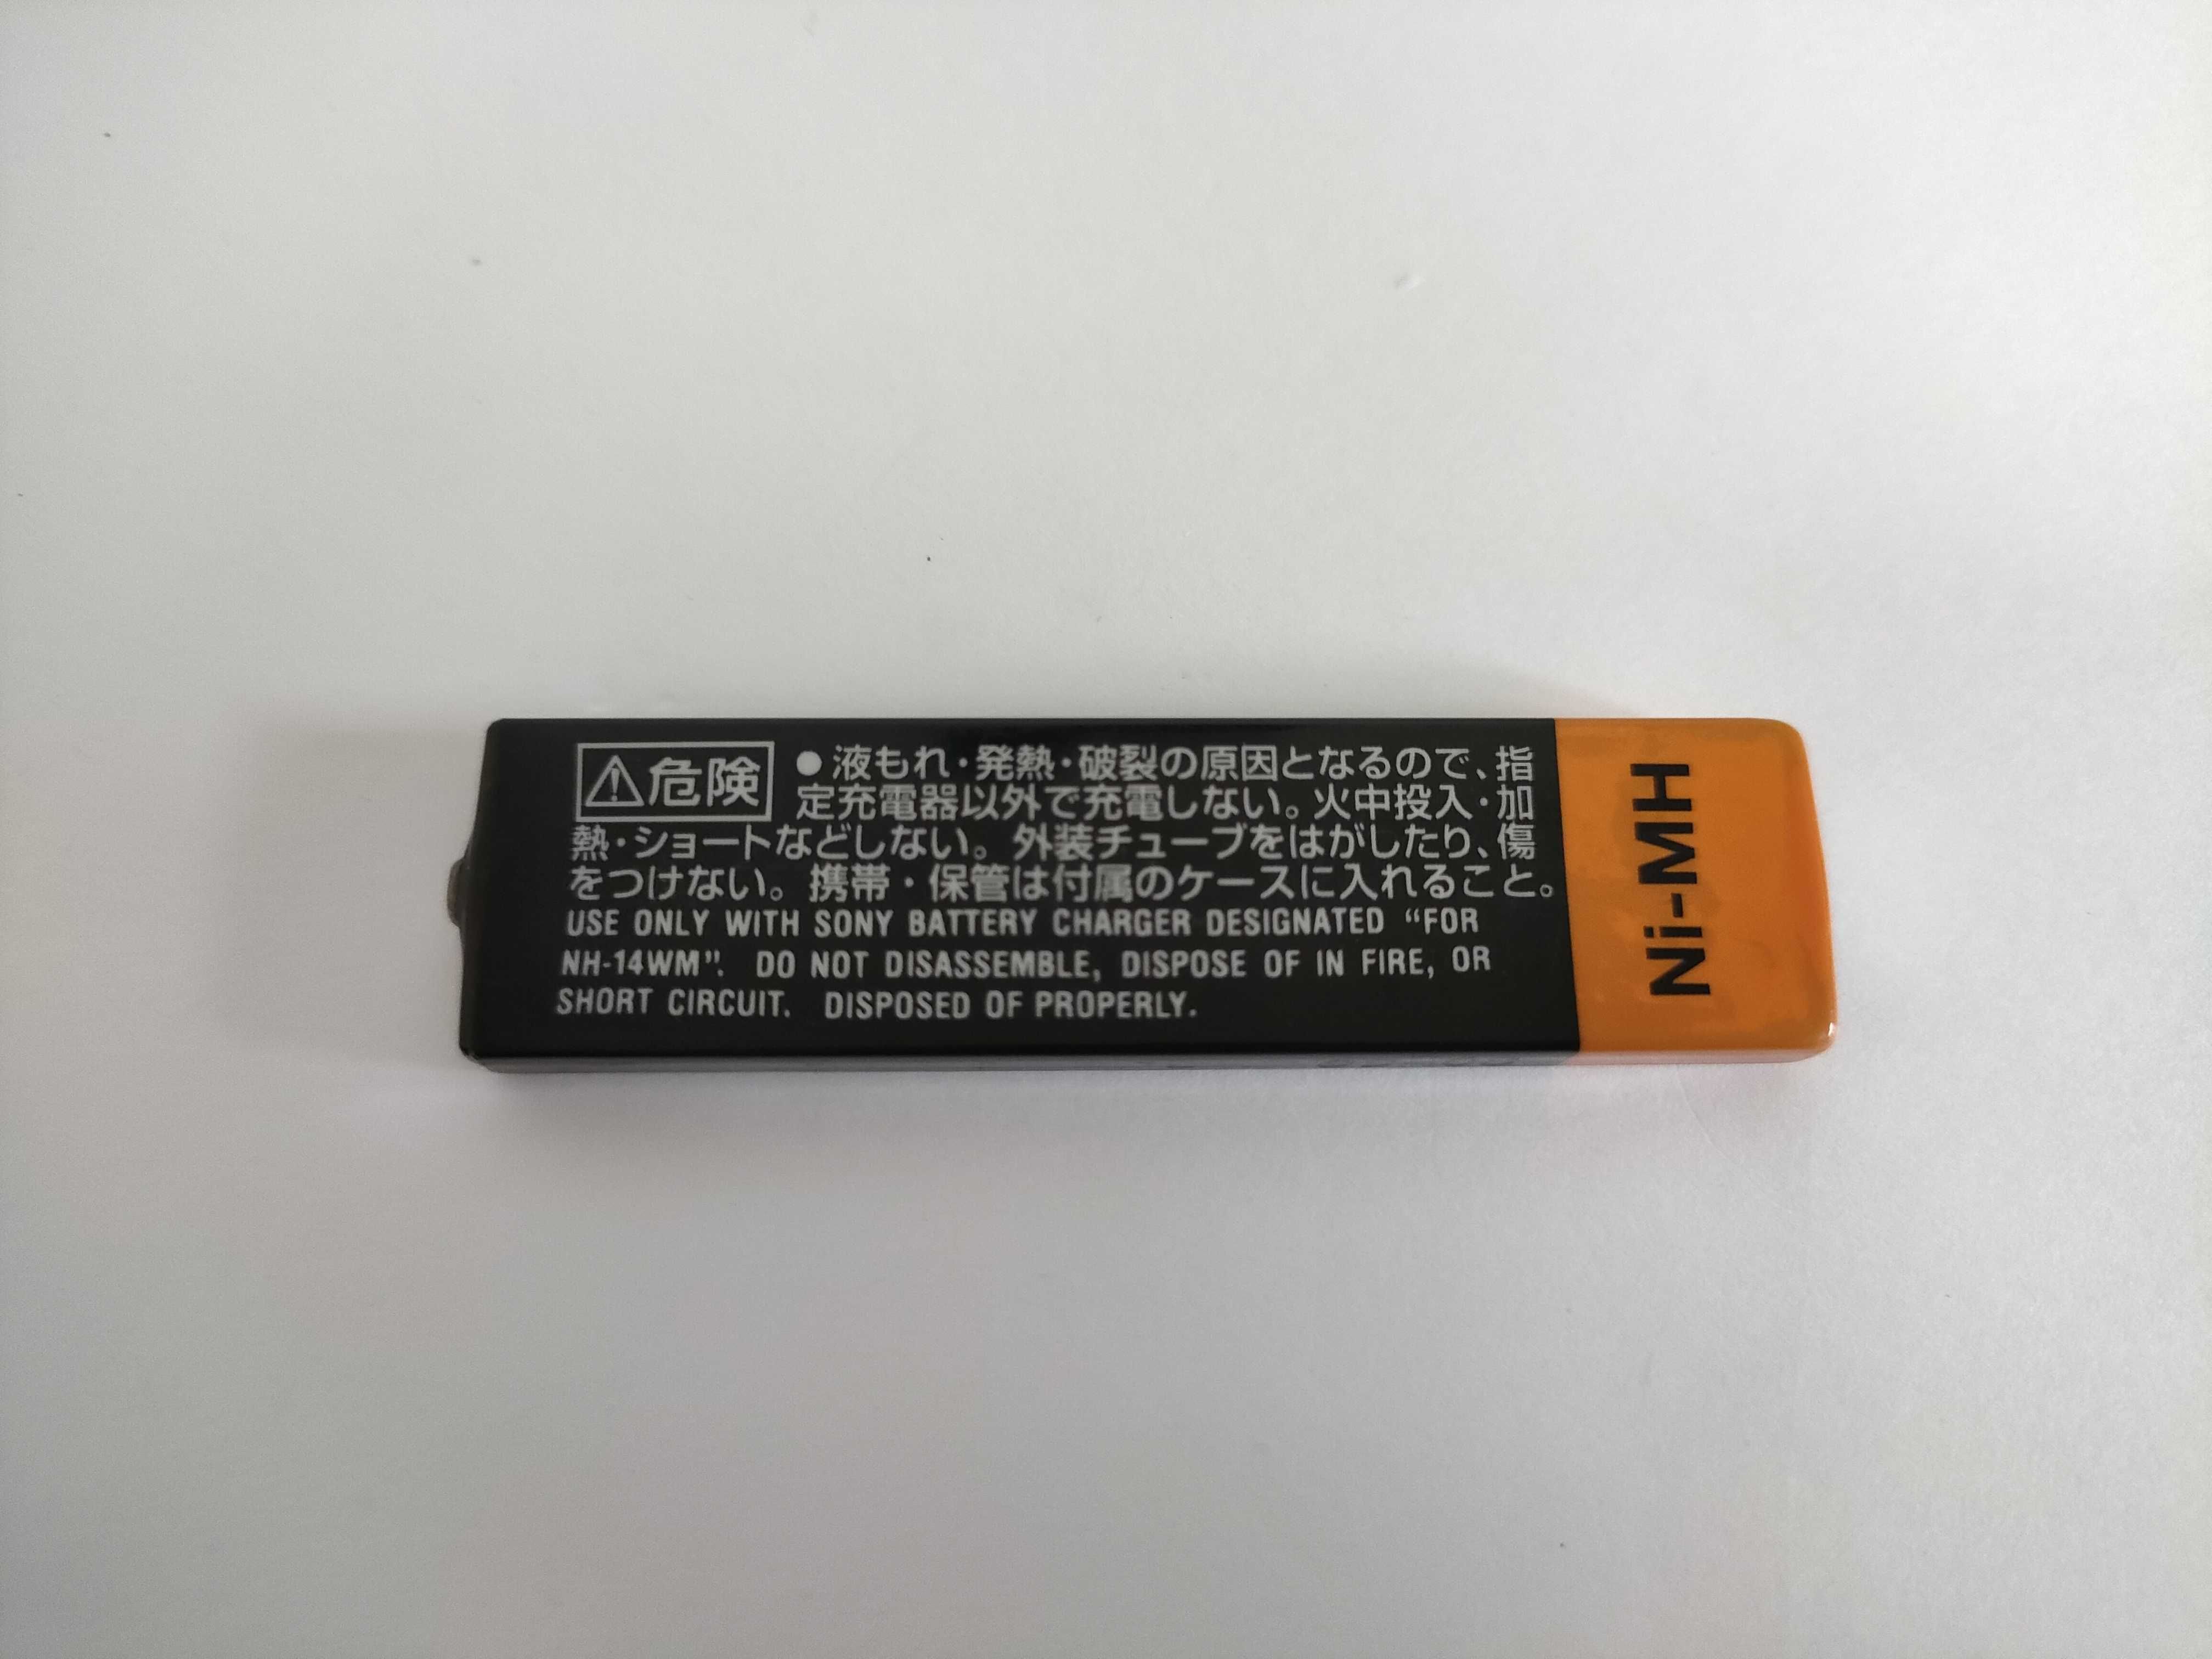 ⚠危険 ●液もれ・発熱・破裂の原因となるので、指
定充電器以外で充電しない。火中投入・加
熱・ショートなどしない。外装チューブをはがしたり、傷
をつけない。携帯・保管は付属のケースに入れること。
USE ONLY WITH SONY BATTERY CHARGER DESIGNATED “FOR
NH-14WM”. DO NOT DISASSEMBLE, DISPOSE OF IN FIRE, OR
SHORT CIRCUIT. DISPOSED OF PROPERLY.
Ni-MH